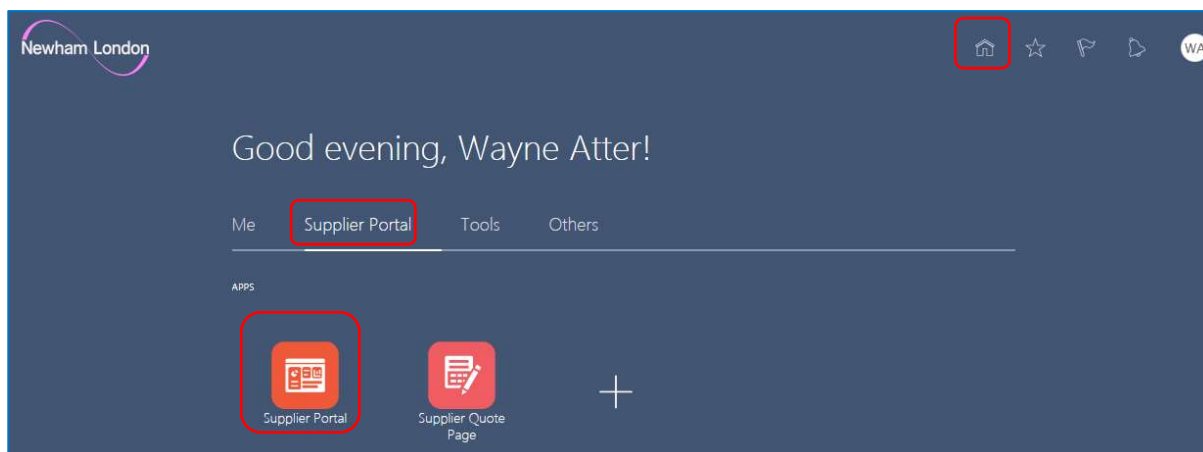 Newham London
WA
Good evening, Wayne Atter!
Me Supplier Portal Tools Others
APPS
Supplier Portal
Supplier Quote
Page